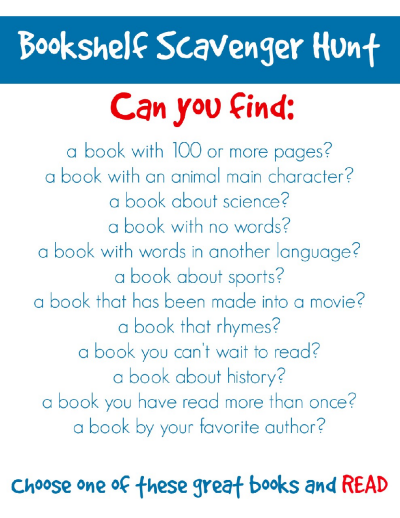 Bookshelf Scavenger Hunt
Can you find:
a book with 100 or more pages?
a book with an animal main character?
a book about science?
a book with no words?
a book with words in another language?
a book about sports?
a book that has been made into a movie?
a book that rhymes?
a book you can't wait to read?
a book about history?
a book you have read more than once?
a book by your favorite author?
Choose one of these great books and READ